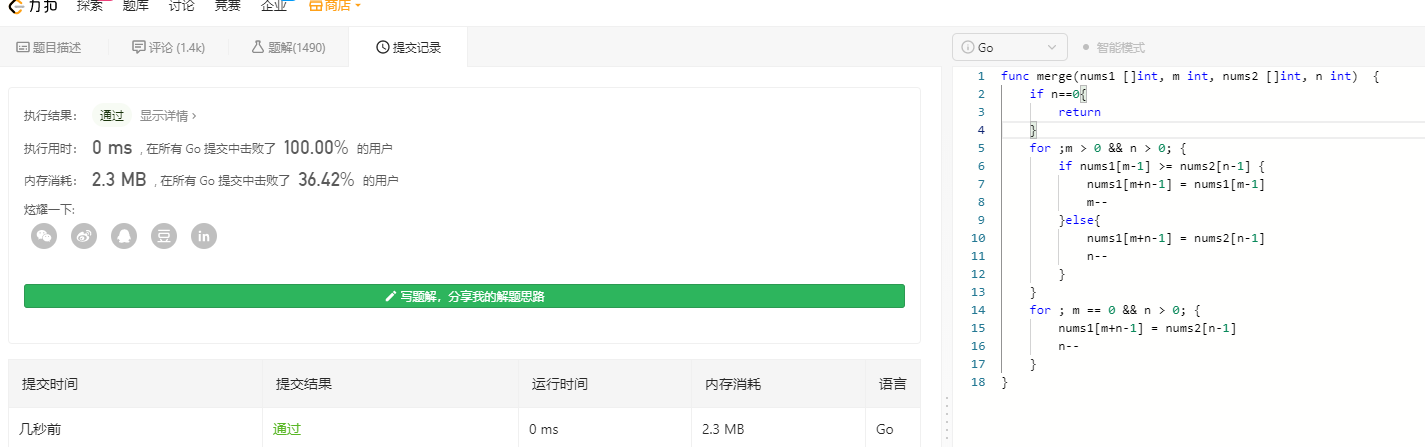 力扣 探索 题库 讨论 竞赛 企业 商店
题目描述 评论 (1.4k) 题解(1490) 提交记录
执行结果： 通过 显示详情 ›
执行用时： 0 ms , 在所有 Go 提交中击败了 100.00% 的用户
内存消耗： 2.3 MB , 在所有 Go 提交中击败了 36.42% 的用户
炫耀一下:
豆 in
写题解，分享我的解题思路
提交时间 提交结果 运行时间 内存消耗 语言
几秒前 通过 0 ms 2.3 MB Go
Go 智能模式
1 func merge(nums1 []int, m int, nums2 []int, n int)  {
2     if n==0{
3         return
4     }
5     for ;m > 0 && n > 0; {
6         if nums1[m-1] >= nums2[n-1] {
7             nums1[m+n-1] = nums1[m-1]
8             m--
9         }else{
10             nums1[m+n-1] = nums2[n-1]
11             n--
12         }
13     }
14     for ; m == 0 && n > 0; {
15         nums1[m+n-1] = nums2[n-1]
16         n--
17     }
18 }